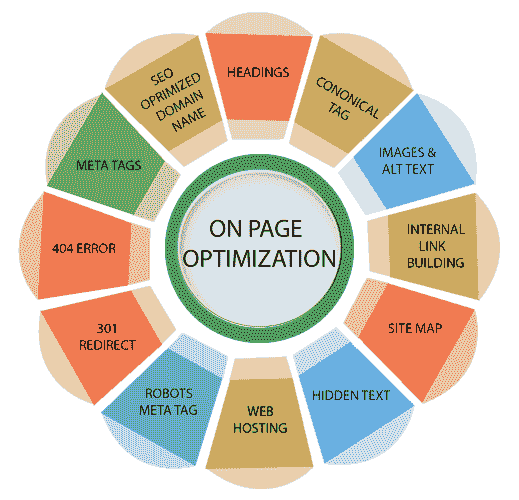 HEADINGS
CONONICAL
TAG
IMAGES &
ALT TEXT
INTERNAL
LINK
BUILDING
SITE MAP
HIDDEN TEXT
WEB
HOSTING
ROBOTS
META TAG
301
REDIRECT
404 ERROR
META TAGS
SEO
OPRIMIZED
DOMAIN
NAME
ON PAGE
OPTIMIZATION